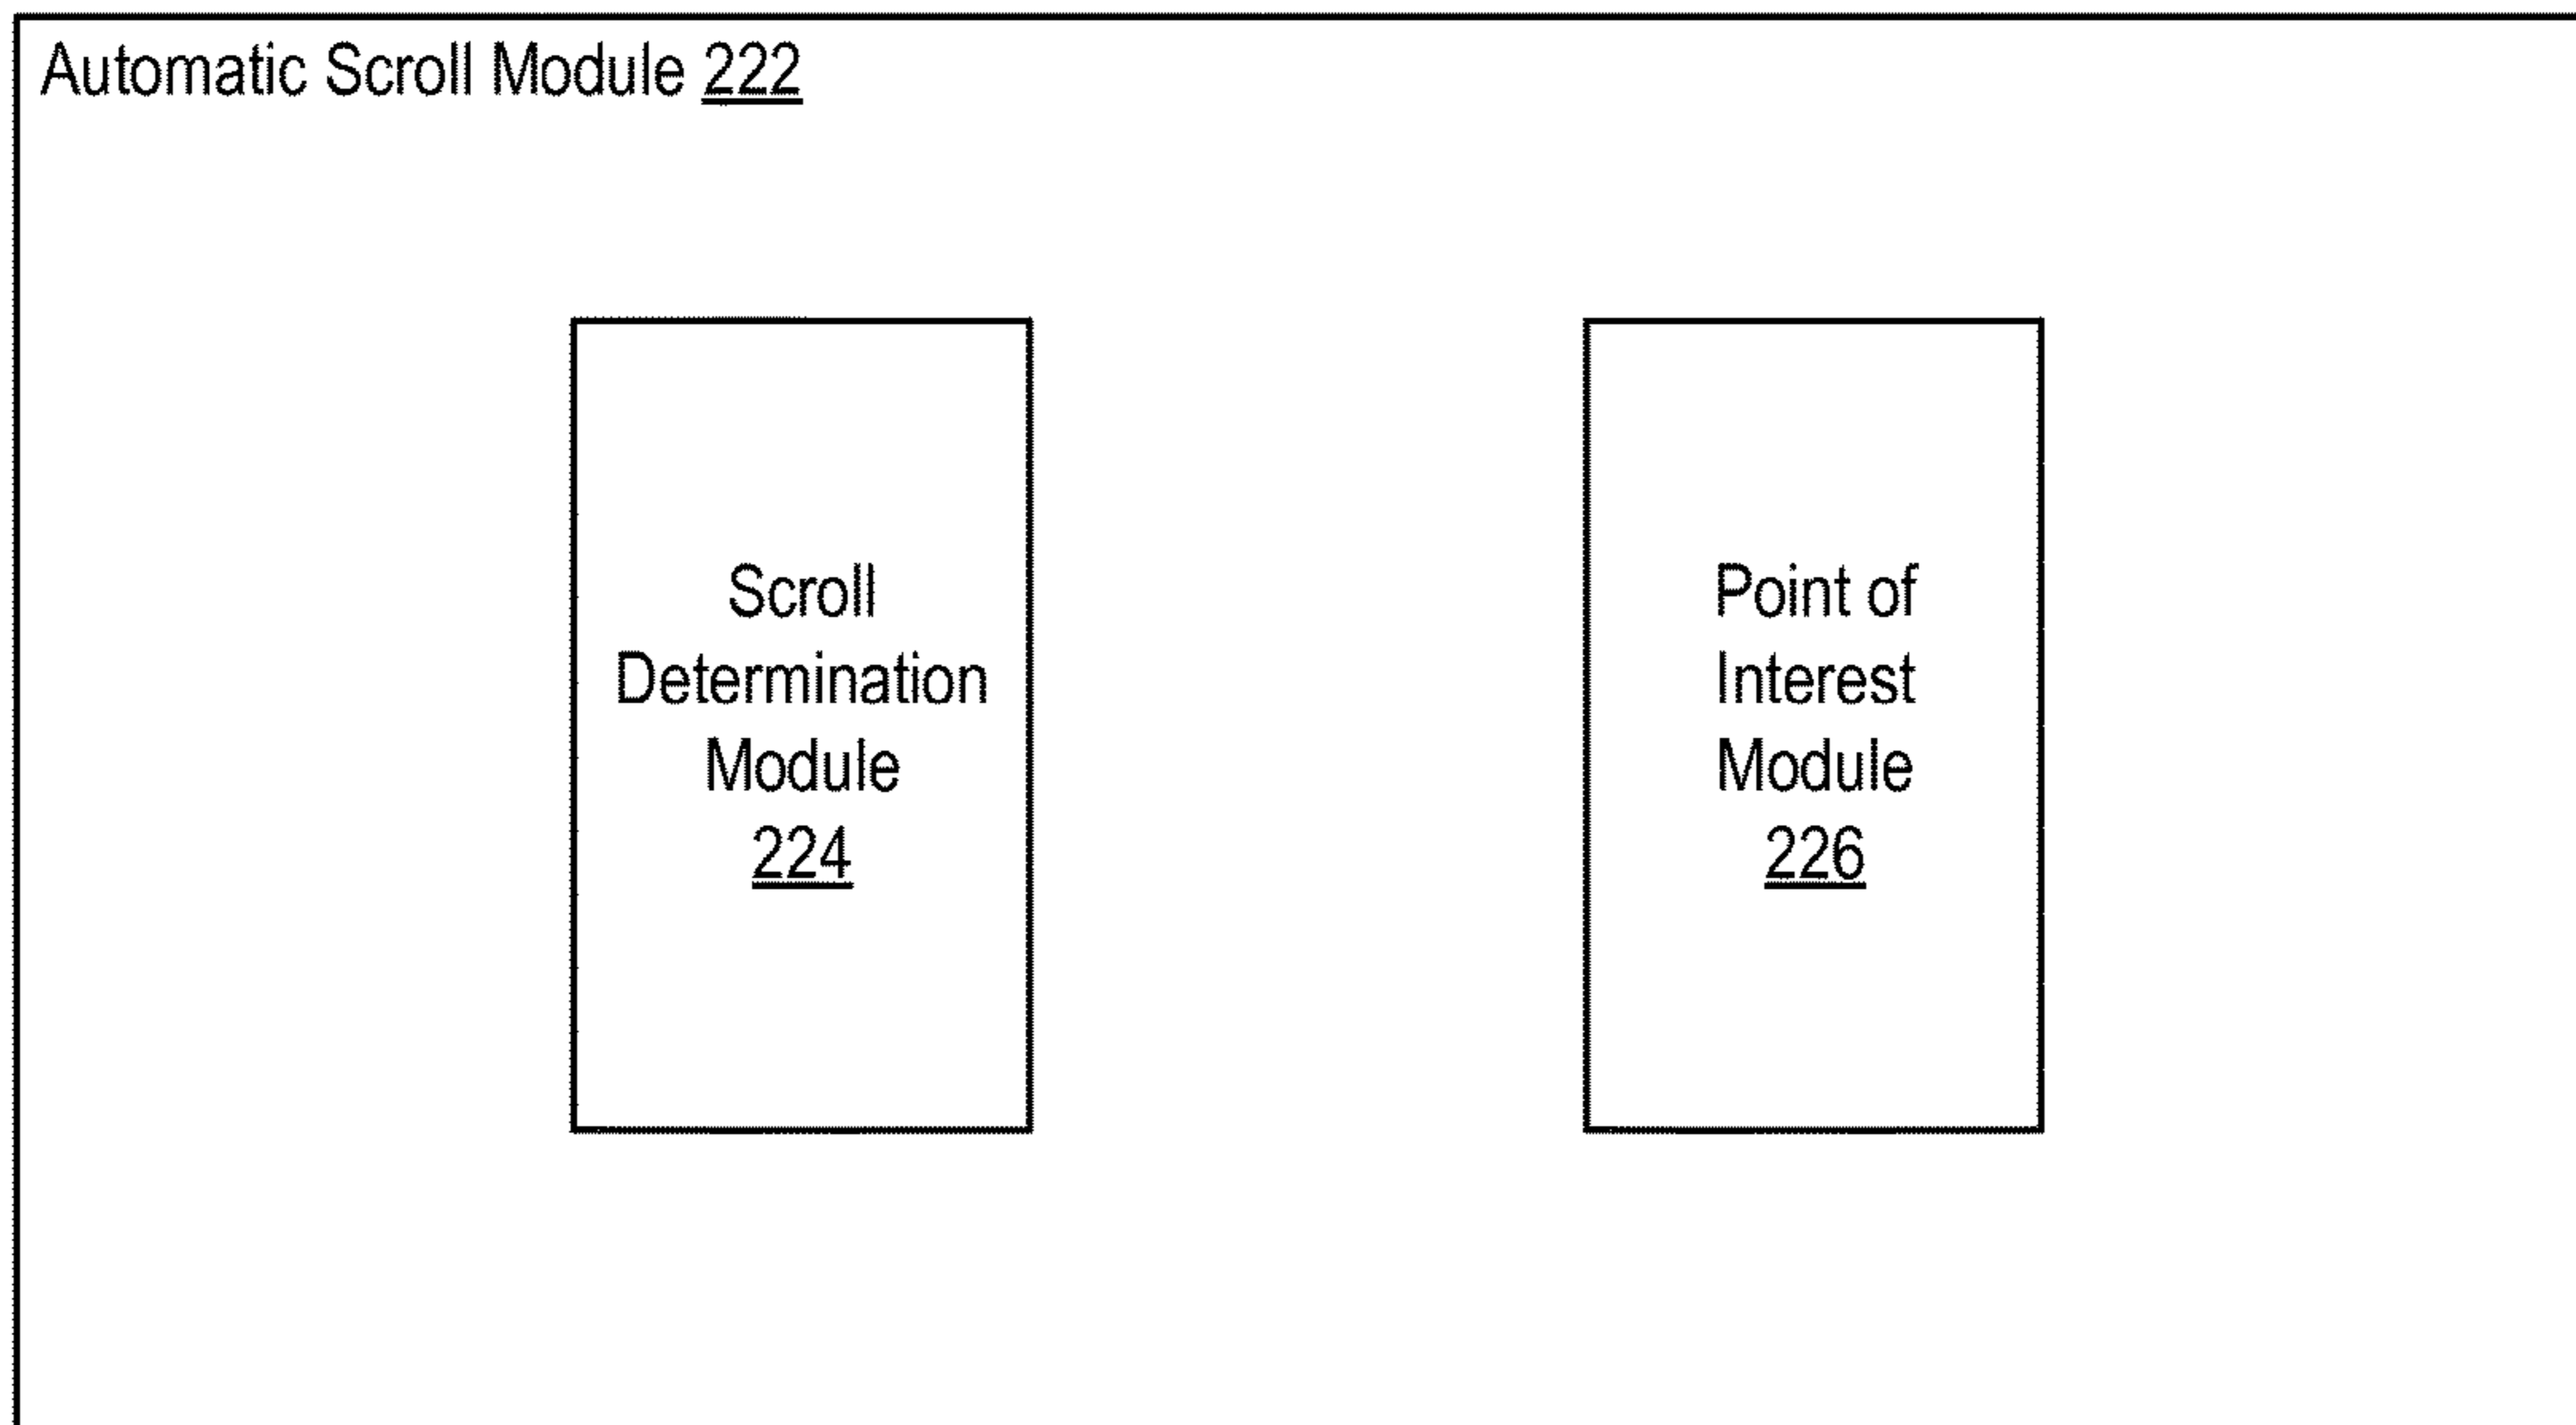 Automatic Scroll Module 222
Scroll
Determination
Module
224
Point of
Interest
Module
226